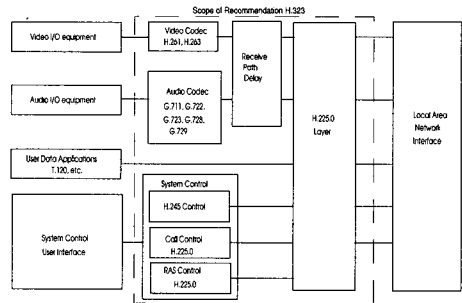 Scope of Recommendation H.323
Video I/O equipment
Video Codec
H.261, H.263
Receive
Path
Delay
Audio I/O equipment
Audio Codec
G.711, G.722,
G.723, G.728,
G.729
H.225.0
Layer
Local Area
Network
Interface
User Data Applications
T.120, etc.
System Control
H.245 Control
System Control
User Interface
Call Control
H.225.0
RAS Control
H.225.0